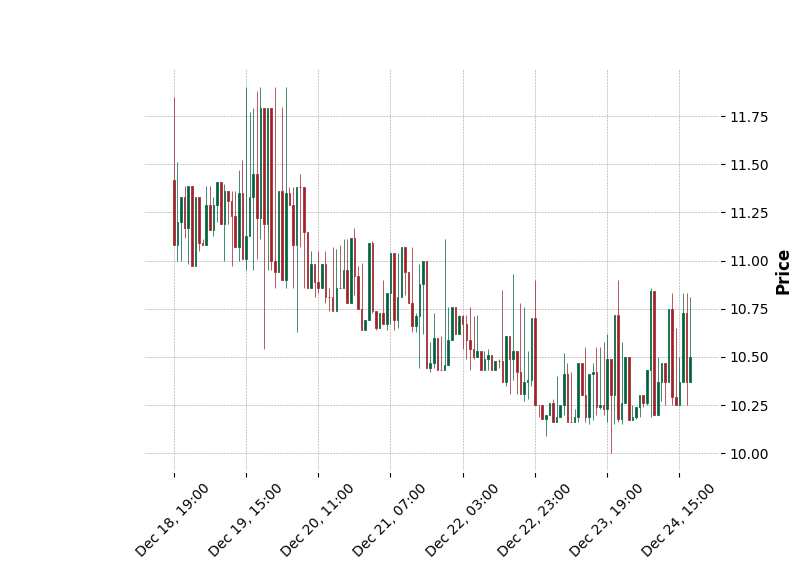 11.75
11.50
11.25
11.00
10.75
10.50
10.25
10.00
Price
Dec 18, 19:00
Dec 19, 15:00
Dec 20, 11:00
Dec 21, 07:00
Dec 22, 03:00
Dec 22, 23:00
Dec 23, 19:00
Dec 24, 15:00